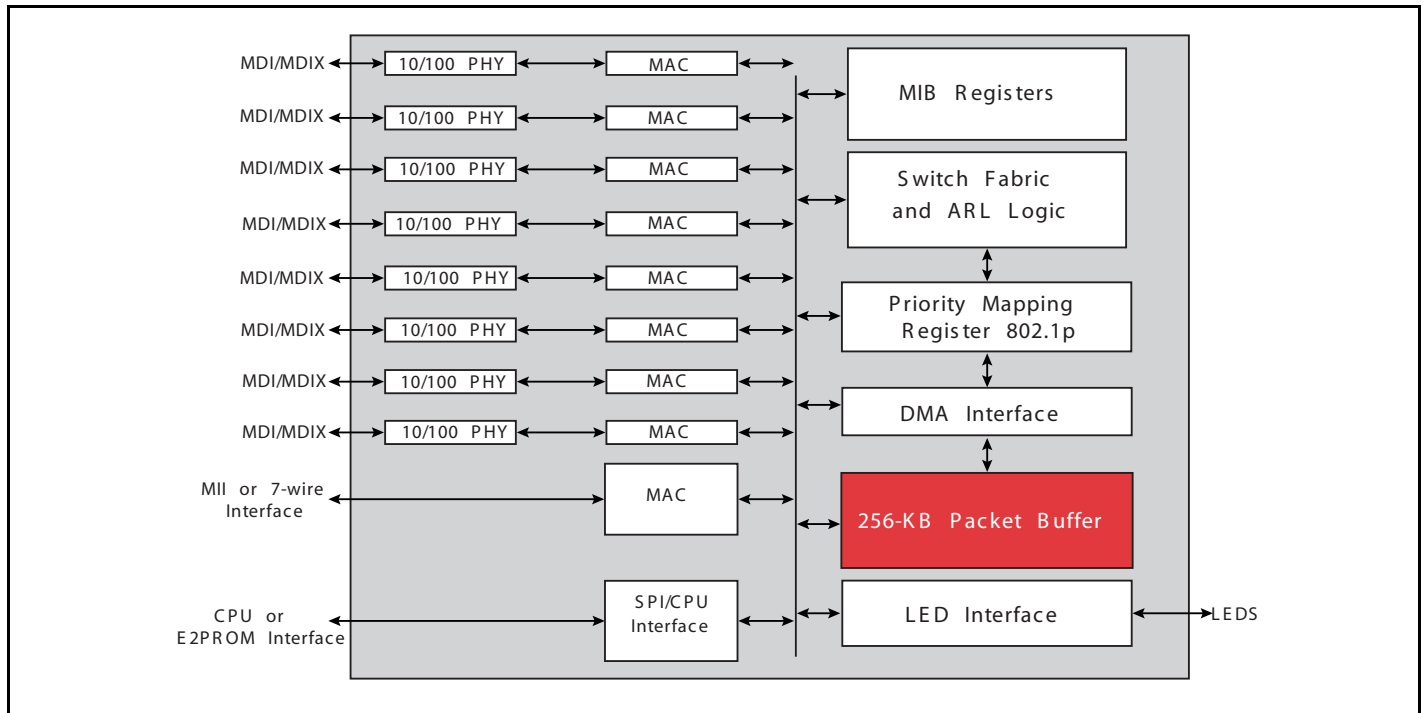 MDI/MDIX 10/100 PHY MAC
MDI/MDIX 10/100 PHY MAC
MDI/MDIX 10/100 PHY MAC
MDI/MDIX 10/100 PHY MAC
MDI/MDIX 10/100 PHY MAC
MDI/MDIX 10/100 PHY MAC
MDI/MDIX 10/100 PHY MAC
MDI/MDIX 10/100 PHY MAC
MII or 7-wire
Interface
MAC
CPU or
E2PROM Interface
SPI/CPU
Interface
MIB Registers
Switch Fabric
and ARL Logic
Priority Mapping
Register 802.1p
DMA Interface
256-KB Packet Buffer
LED Interface
LEDS